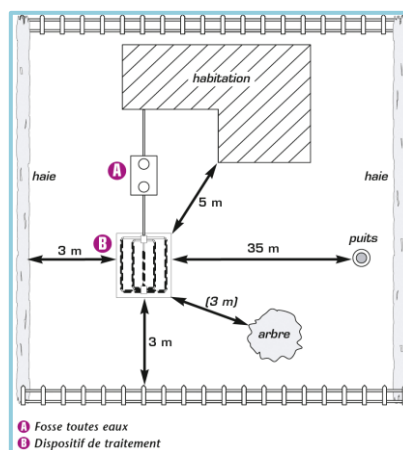 habitation
A
haie
haie
5 m
B
puits
3 m
35 m
(3 m)
3 m
arbre
A Fosse toutes eaux
B Dispositif de traitement